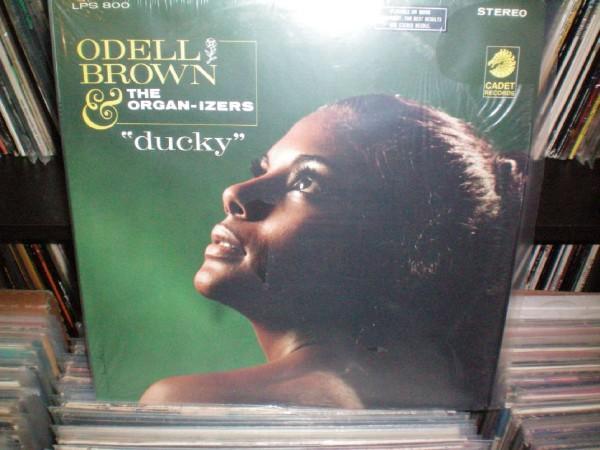 LPS 800
STEREO
ODELL
BROWN
& THE
ORGAN-IZERS
"ducky"
CADET
RECORDS